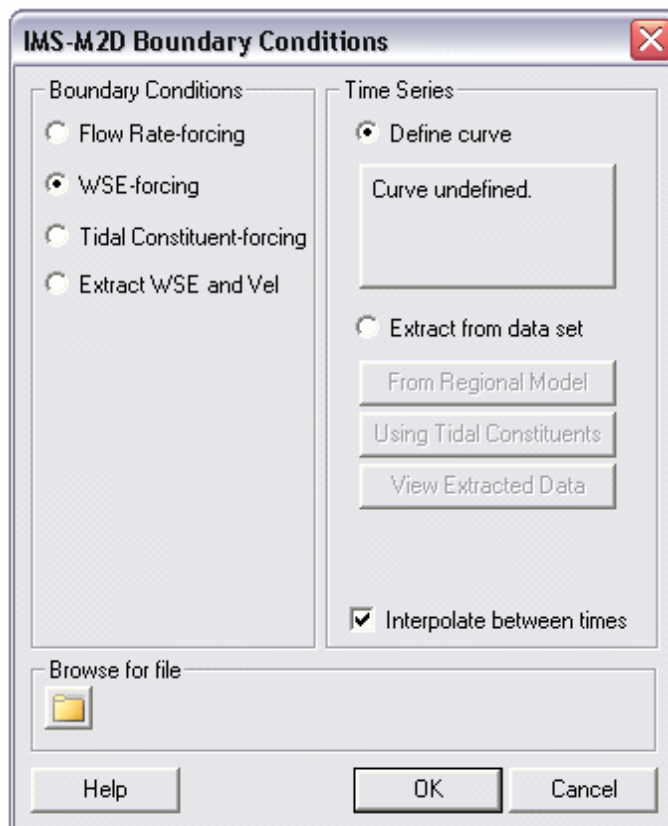 IMS-M2D Boundary Conditions
Boundary Conditions
Flow Rate-forcing
WSE-forcing
Tidal Constituent-forcing
Extract WSE and Vel
Time Series
Define curve
Curve undefined.
Extract from data set
From Regional Model
Using Tidal Constituents
View Extracted Data
Interpolate between times
Browse for file
Help
OK
Cancel